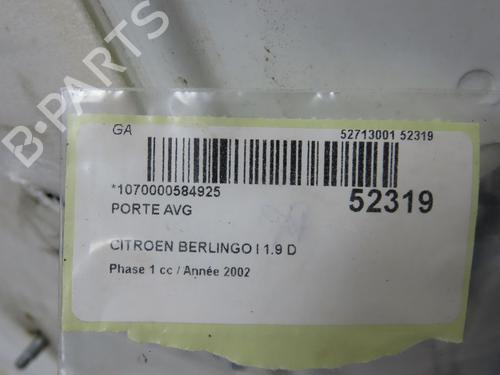 B-PARTS
GA
52713001 52319
*1070000584925
52319
PORTE AVG
CITROEN BERLINGO I 1.9 D
Phase 1 cc / Année 2002